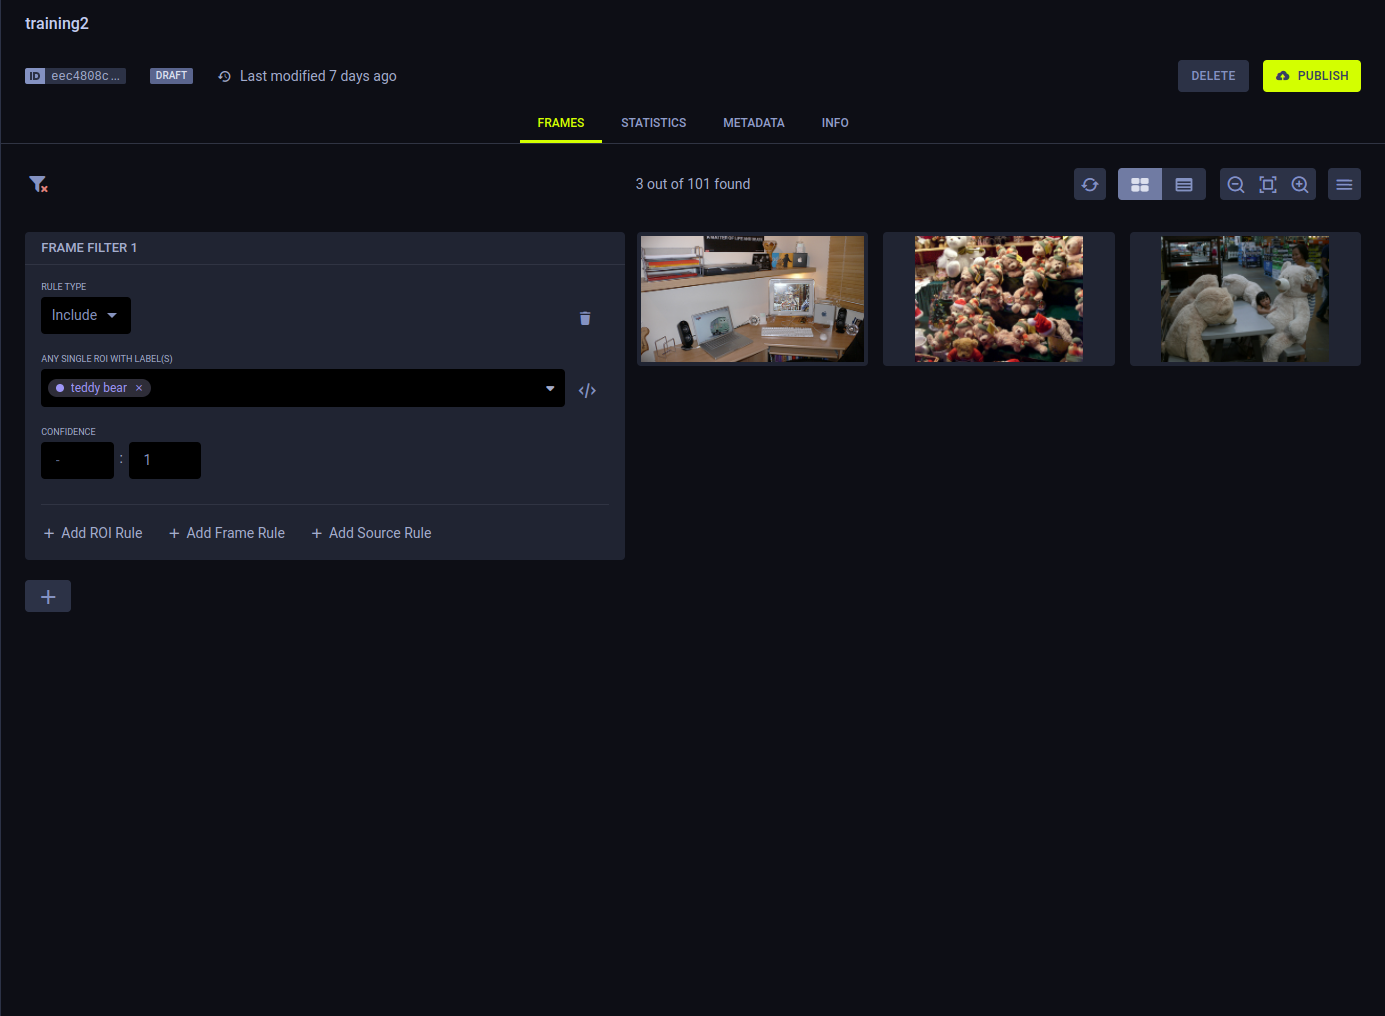 training2
ID eec4808c... DRAFT Last modified 7 days ago DELETE PUBLISH
FRAMES STATISTICS METADATA INFO
3 out of 101 found
FRAME FILTER 1
RULE TYPE
Include
ANY SINGLE ROI WITH LABEL(S)
teddy bear ×
</>
CONFIDENCE
- : 1
+ Add ROI Rule + Add Frame Rule + Add Source Rule
+